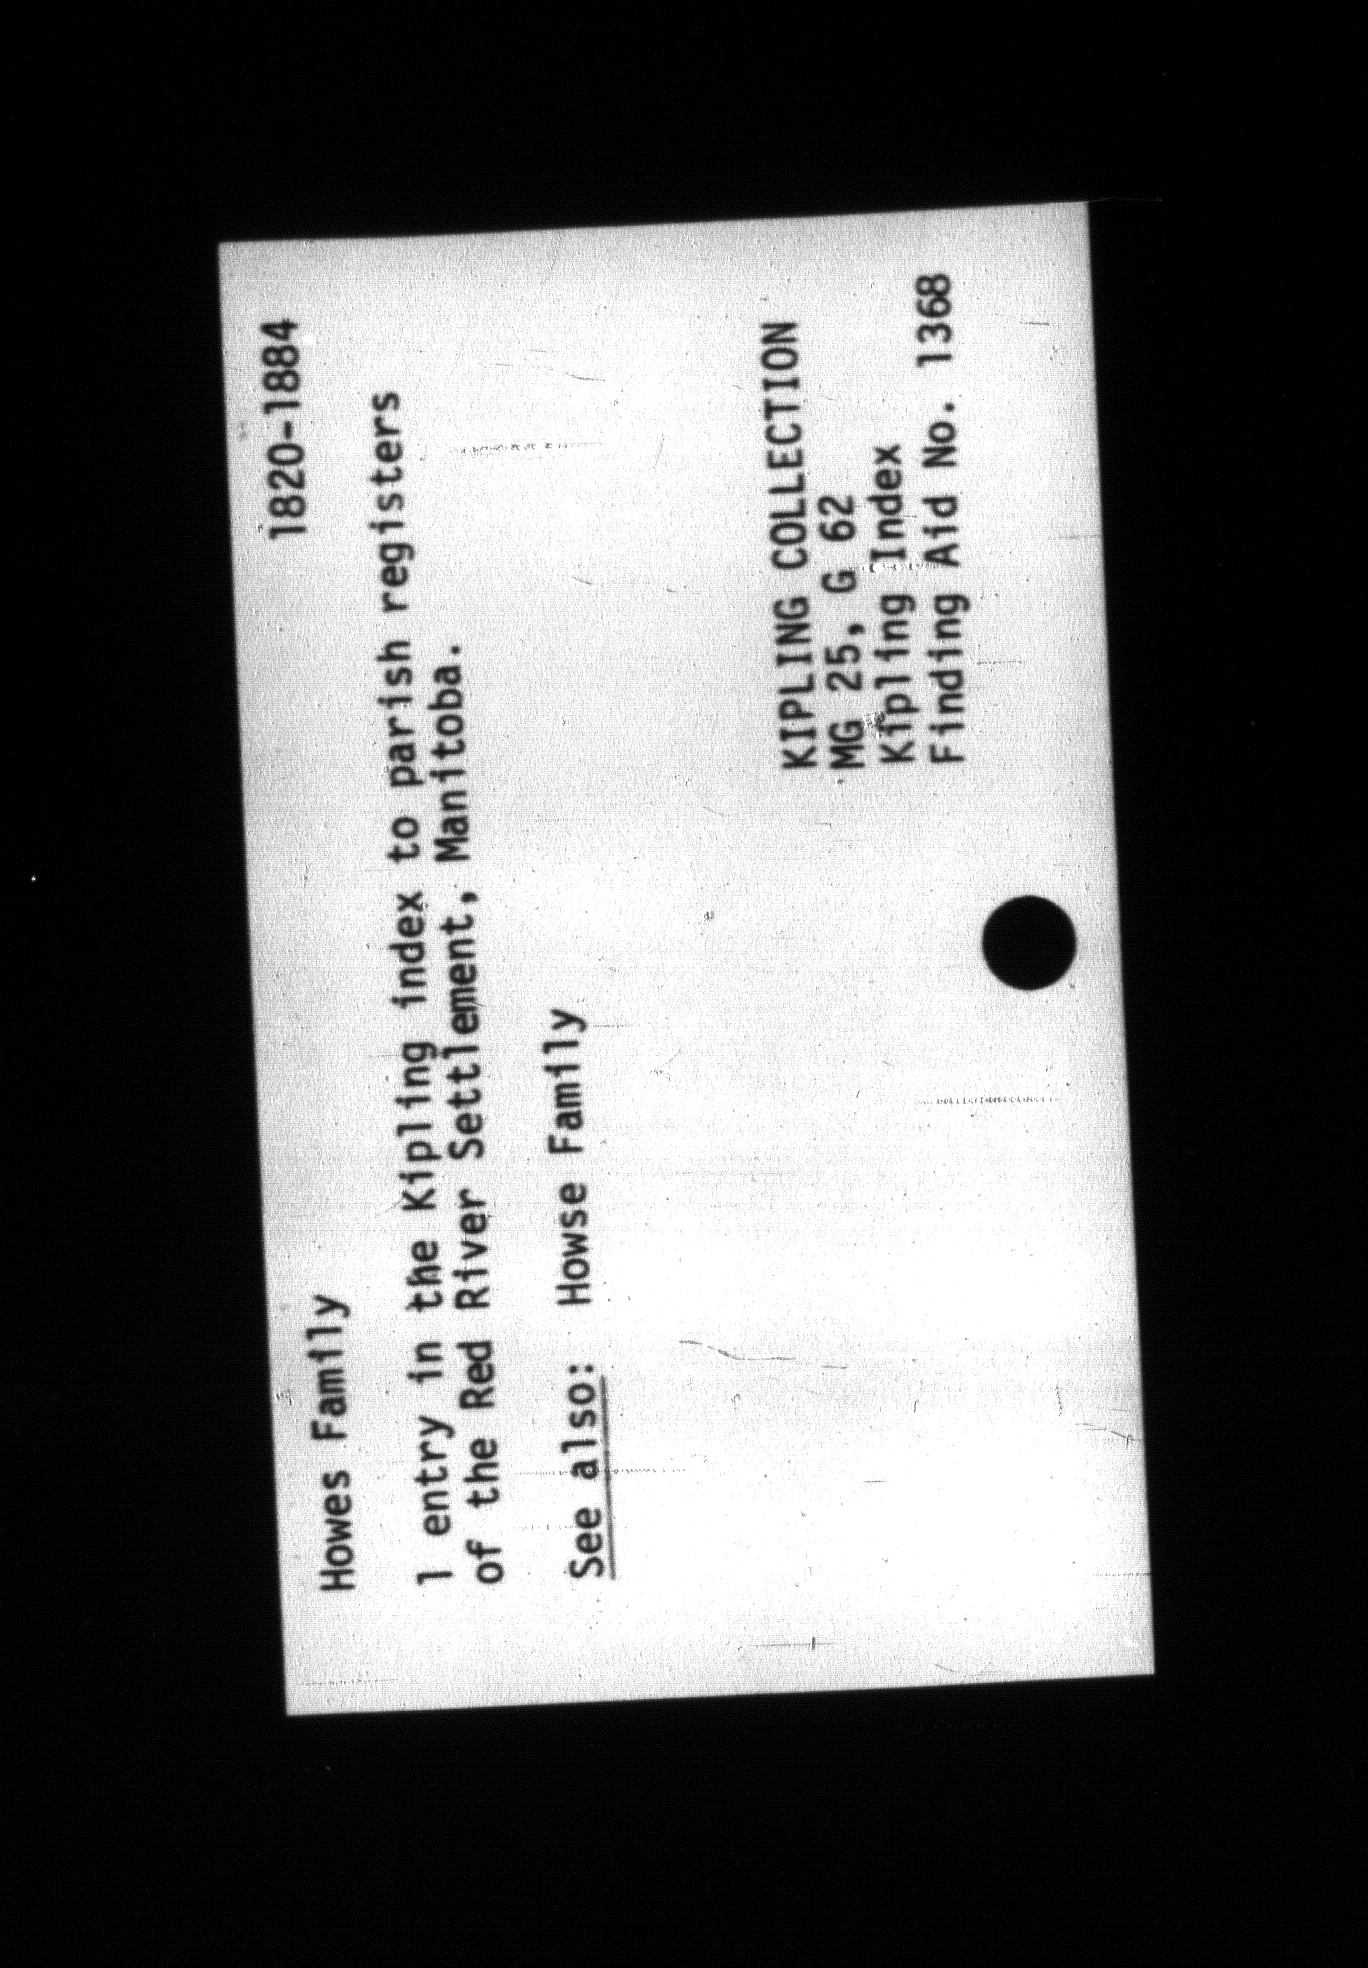 Howes Family 1820-1884
1 entry in the Kipling index to parish registers
of the Red River Settlement, Manitoba.
See also: Howse Family
KIPLING COLLECTION
MG 25, G 62
Kipling Index
Finding Aid No. 1368